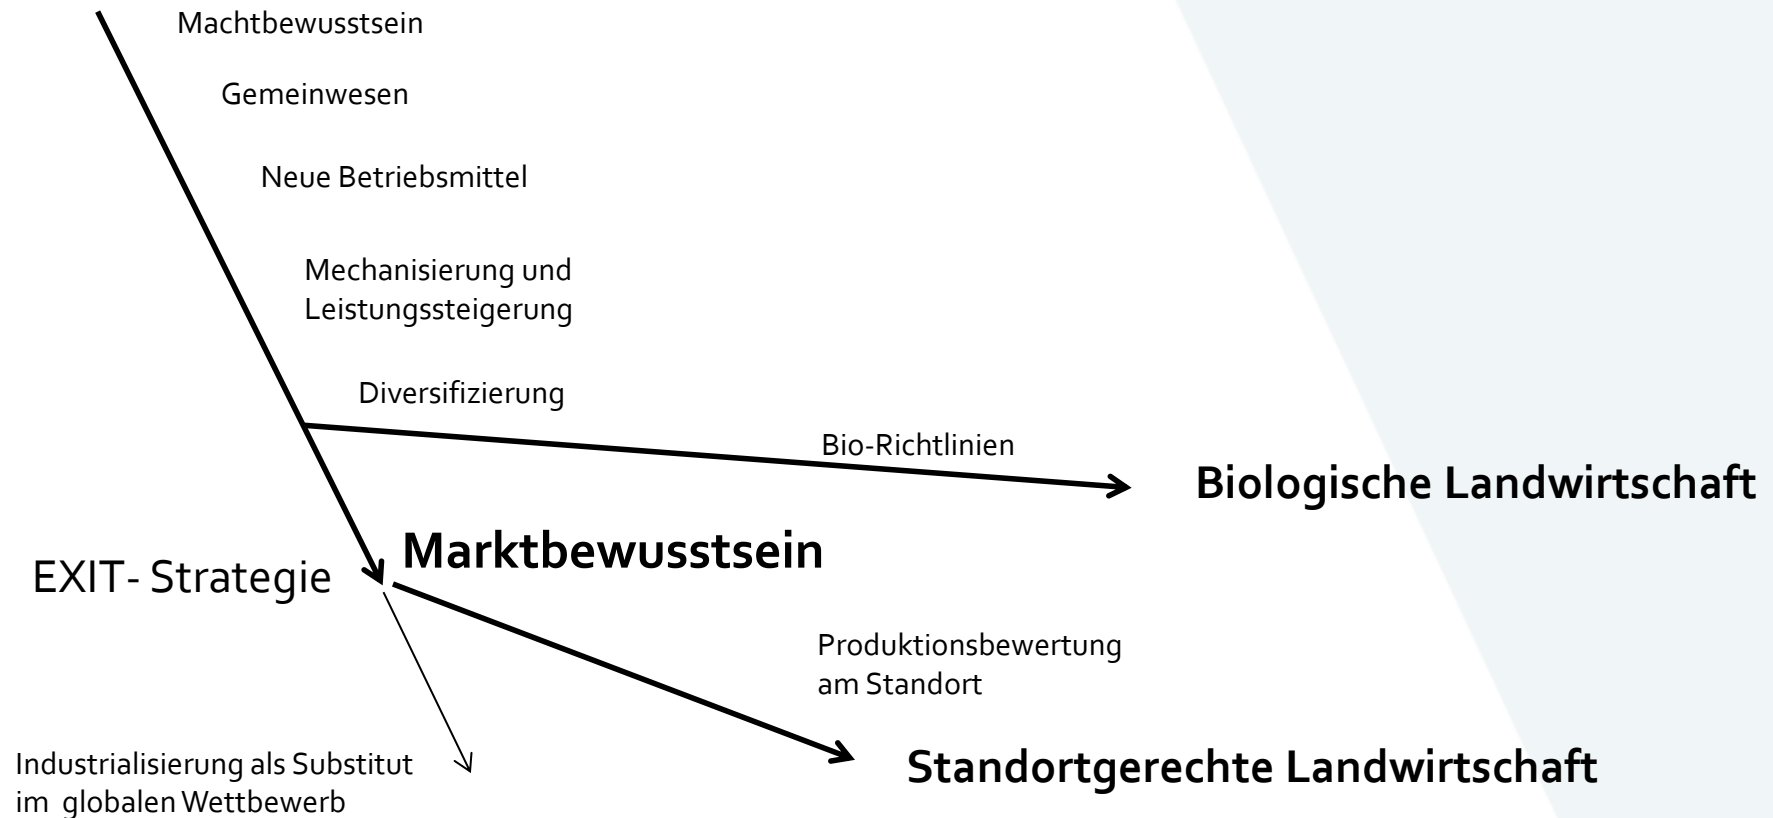 Machtbewusstsein
Gemeinwesen
Neue Betriebsmittel
Mechanisierung und
Leistungssteigerung
Diversifizierung
Bio-Richtlinien
Biologische Landwirtschaft
Marktbewusstsein
EXIT- Strategie
Produktionsbewertung
am Standort
Standortgerechte Landwirtschaft
Industrialisierung als Substitut
im  globalen Wettbewerb